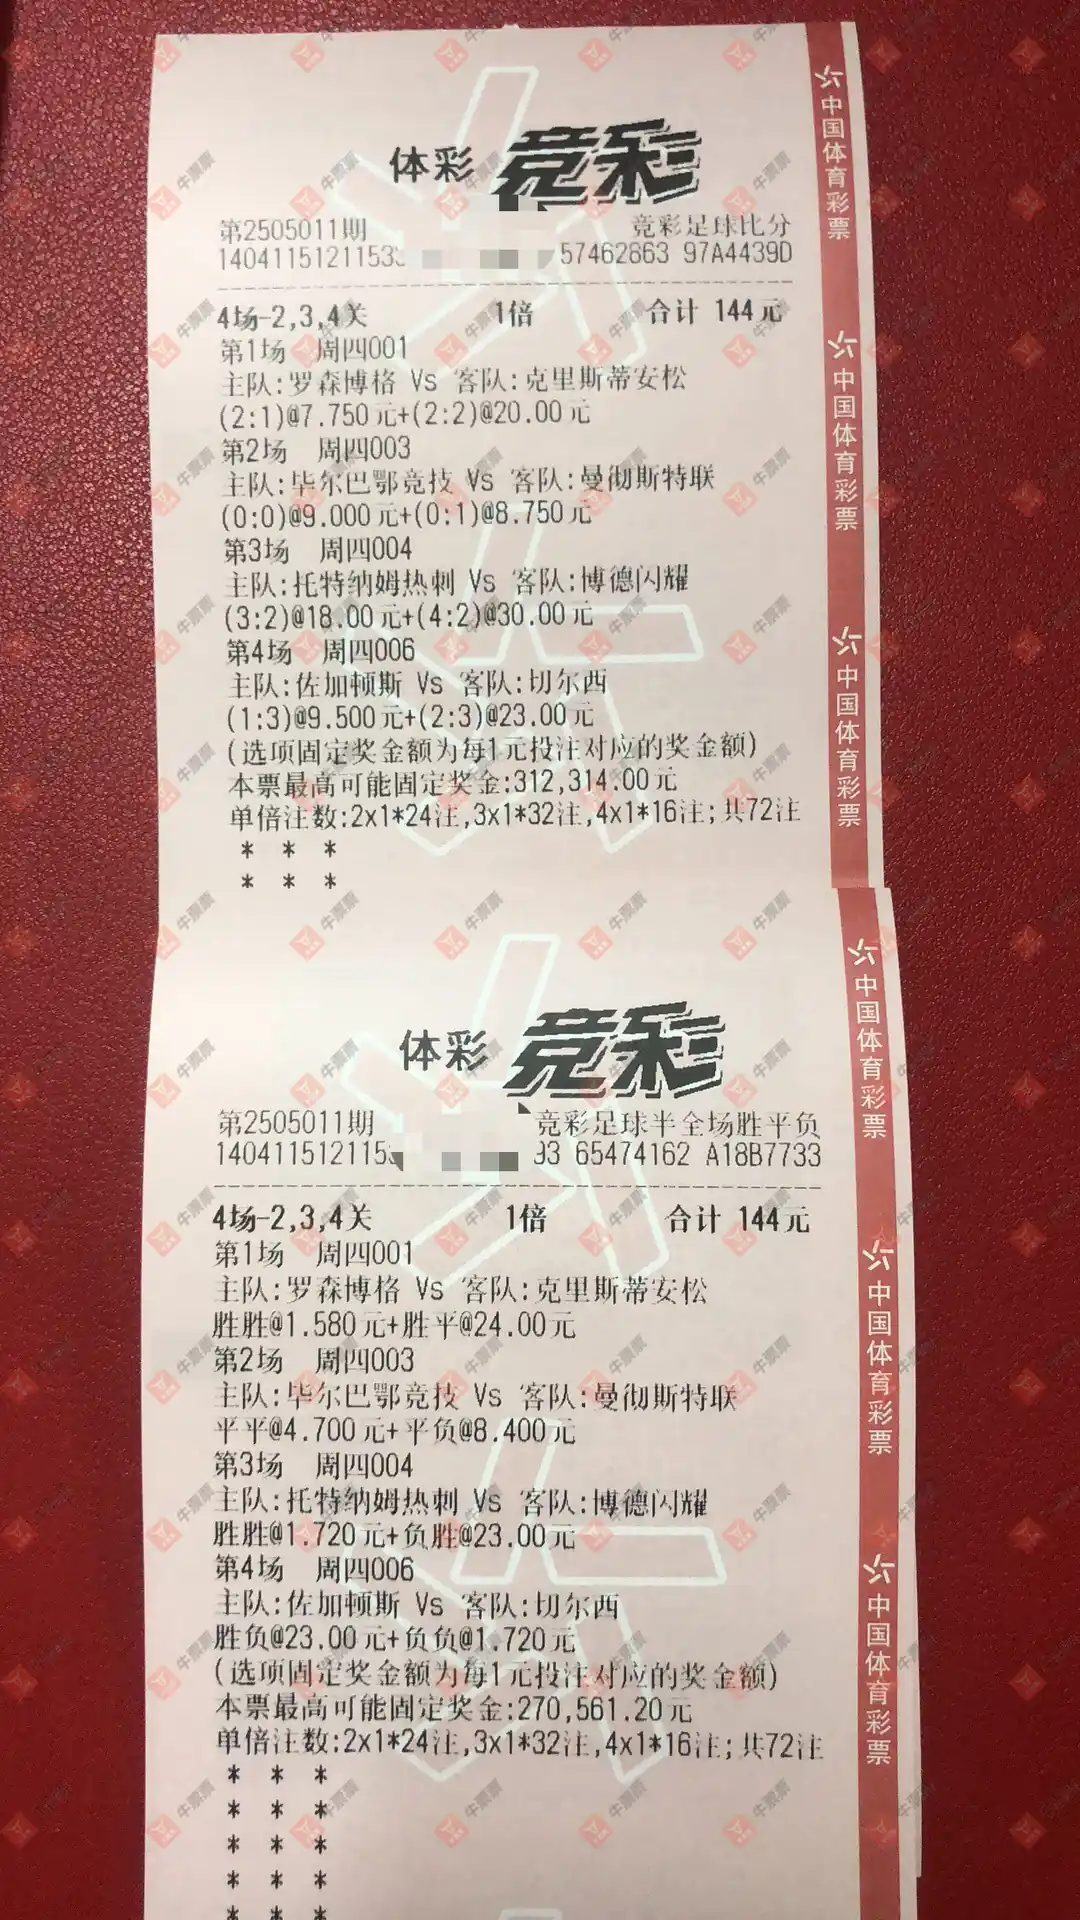 体彩 竞彩
第2505011期 竞彩足球比分
14041151211533 57462863 97A4439D
4场-2,3,4关 1倍 合计 144元
第1场 周四001
主队:罗森博格 Vs 客队:克里斯蒂安松
(2:1)@7.750元+(2:2)@20.00元
第2场 周四003
主队:毕尔巴鄂竞技 Vs 客队:曼彻斯特联
(0:0)@9.000元+(0:1)@8.750元
第3场 周四004
主队:托特纳姆热刺 Vs 客队:博德闪耀
(3:2)@18.00元+(4:2)@30.00元
第4场 周四006
主队:佐加顿斯 Vs 客队:切尔西
(1:3)@9.500元+(2:3)@23.00元
(选项固定奖金额为每1元投注对应的奖金额)
本票最高可能固定奖金:312,314.00元
单倍注数:2x1*24注,3x1*32注,4x1*16注;共72注
* * *
* * *
中国体育彩票
中国体育彩票
中国体育彩票
体彩 竞彩
第2505011期 竞彩足球半全场胜平负
1404115121153 93 65474162 A18B7733
4场-2,3,4关 1倍 合计 144元
第1场 周四001
主队:罗森博格 Vs 客队:克里斯蒂安松
胜胜@1.580元+胜平@24.00元
第2场 周四003
主队:毕尔巴鄂竞技 Vs 客队:曼彻斯特联
平平@4.700元+平负@8.400元
第3场 周四004
主队:托特纳姆热刺 Vs 客队:博德闪耀
胜胜@1.720元+负胜@23.00元
第4场 周四006
主队:佐加顿斯 Vs 客队:切尔西
胜负@23.00元+负负@1.720元
(选项固定奖金额为每1元投注对应的奖金额)
本票最高可能固定奖金:270,561.20元
单倍注数:2x1*24注,3x1*32注,4x1*16注;共72注
* * *
* * *
* * *
* * *
* * *
中国体育彩票
中国体育彩票
中国体育彩票
牛票票